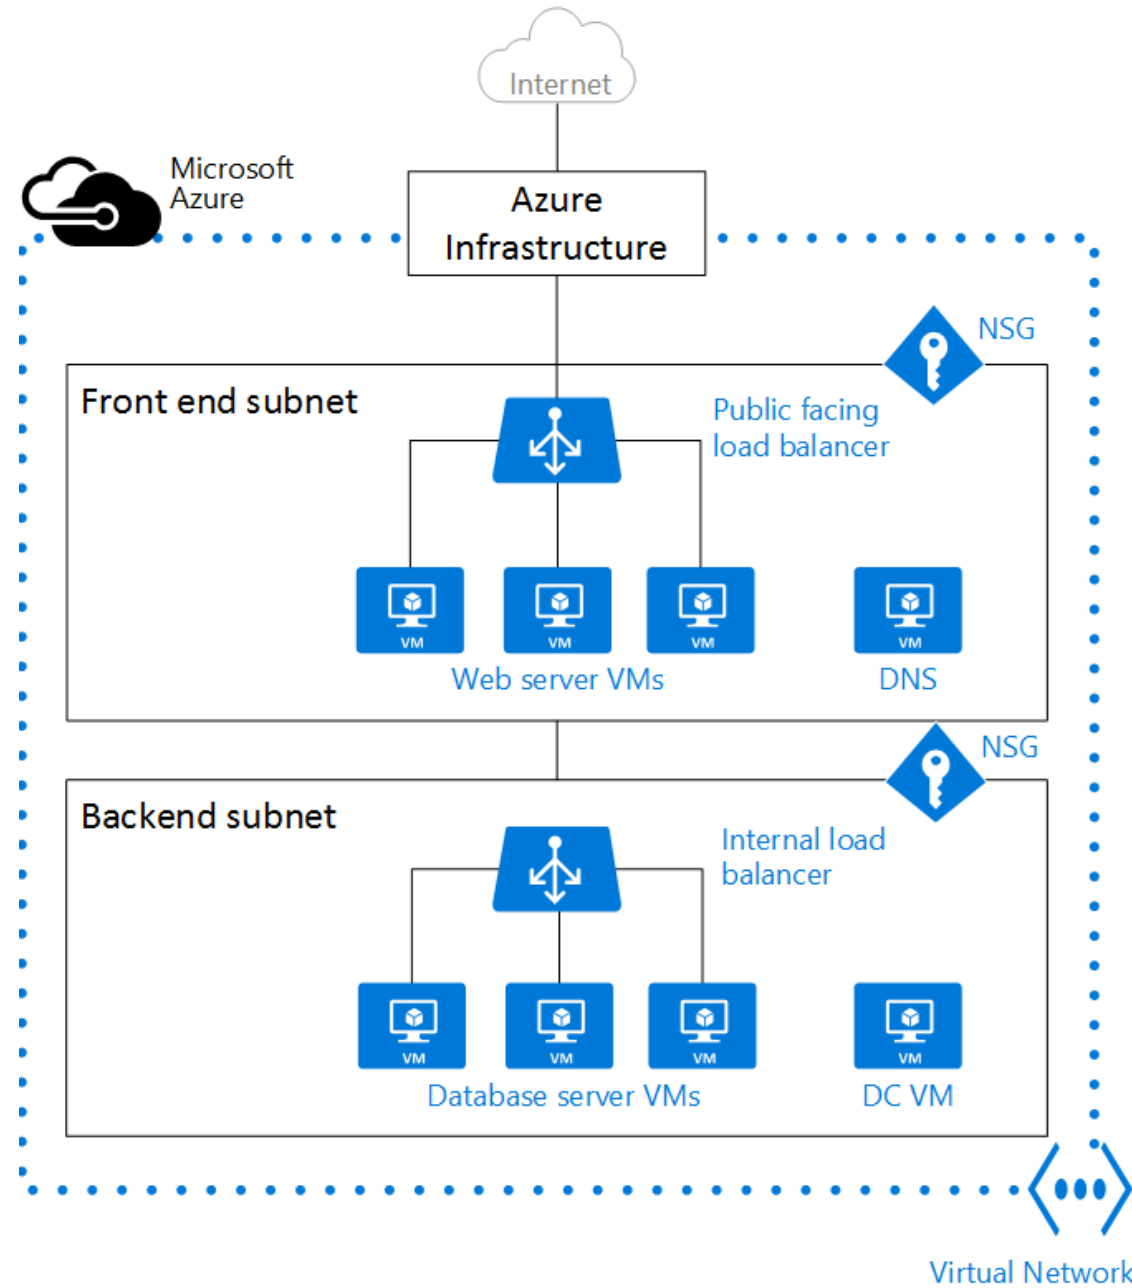 Internet
Microsoft
Azure
Azure
Infrastructure
NSG
Front end subnet
Public facing
load balancer
VM
VM
VM
VM
Web server VMs
DNS
NSG
Backend subnet
Internal load
balancer
VM
VM
VM
VM
Database server VMs
DC VM
Virtual Network